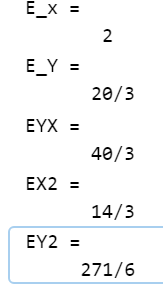 E_x =
2
E_Y =
20/3
EYX =
40/3
EX2 =
14/3
EY2 =
271/6